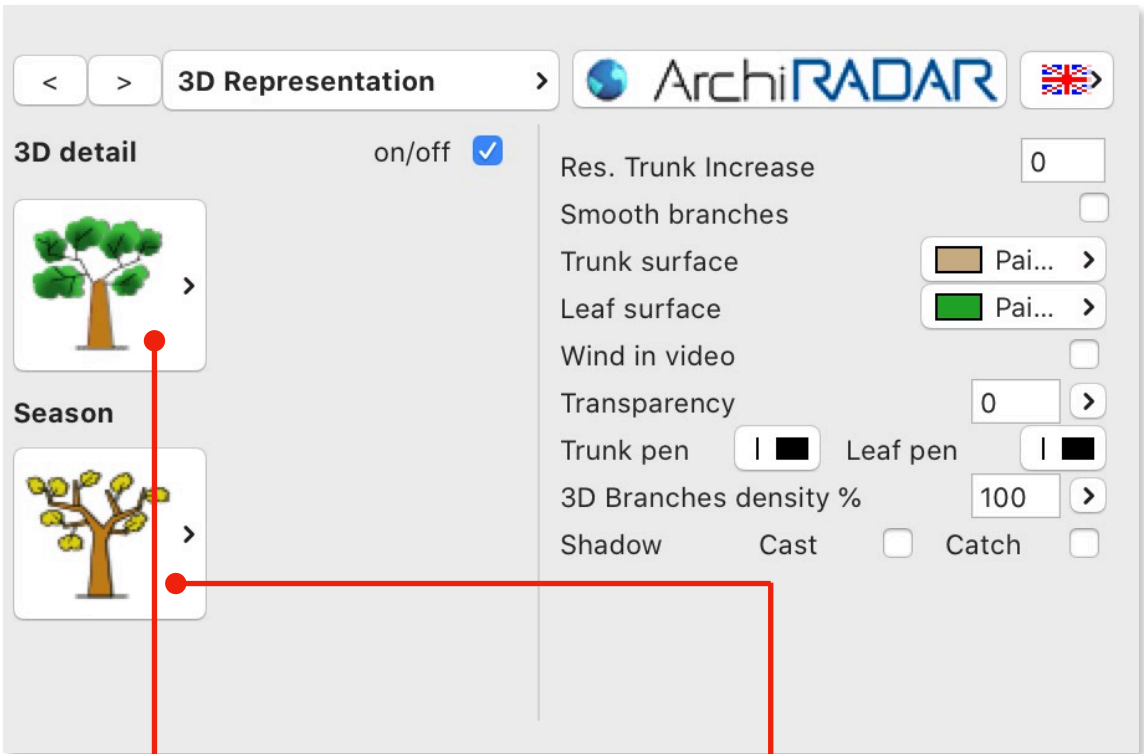 < > 3D Representation > ArchiRADAR >
3D detail on/off
>
Season
>
Res. Trunk Increase 0
Smooth branches
Trunk surface Pai... >
Leaf surface Pai... >
Wind in video
Transparency 0 >
Trunk pen Leaf pen
3D Branches density % 100 >
Shadow Cast Catch